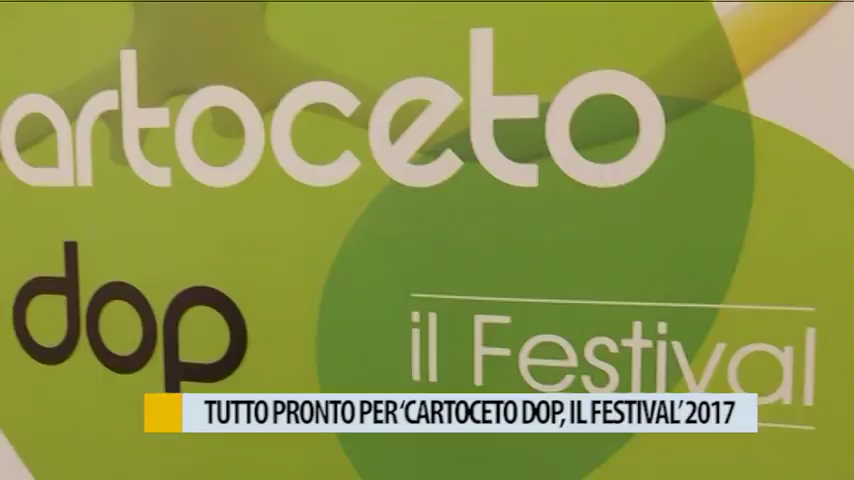 artoceto
dop
il Festival
TUTTO PRONTO PER 'CARTOCETO DOP, IL FESTIVAL' 2017